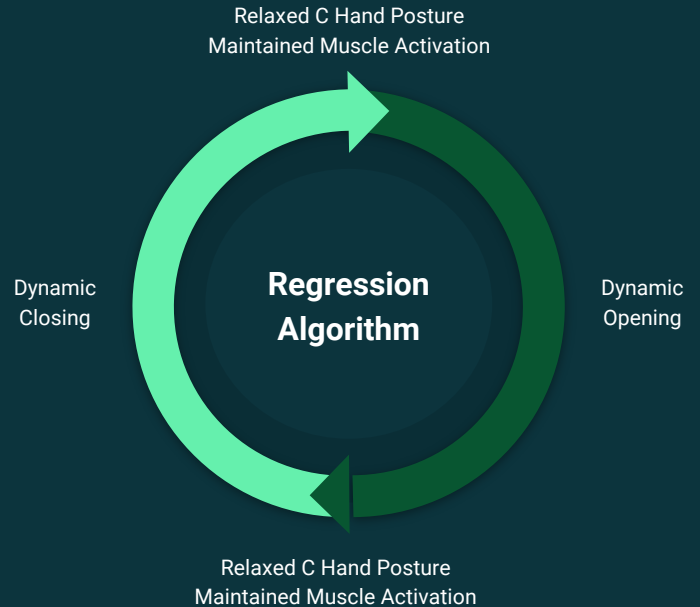 Relaxed C Hand Posture
Maintained Muscle Activation
Dynamic
Closing
Regression
Algorithm
Dynamic
Opening
Relaxed C Hand Posture
Maintained Muscle Activation